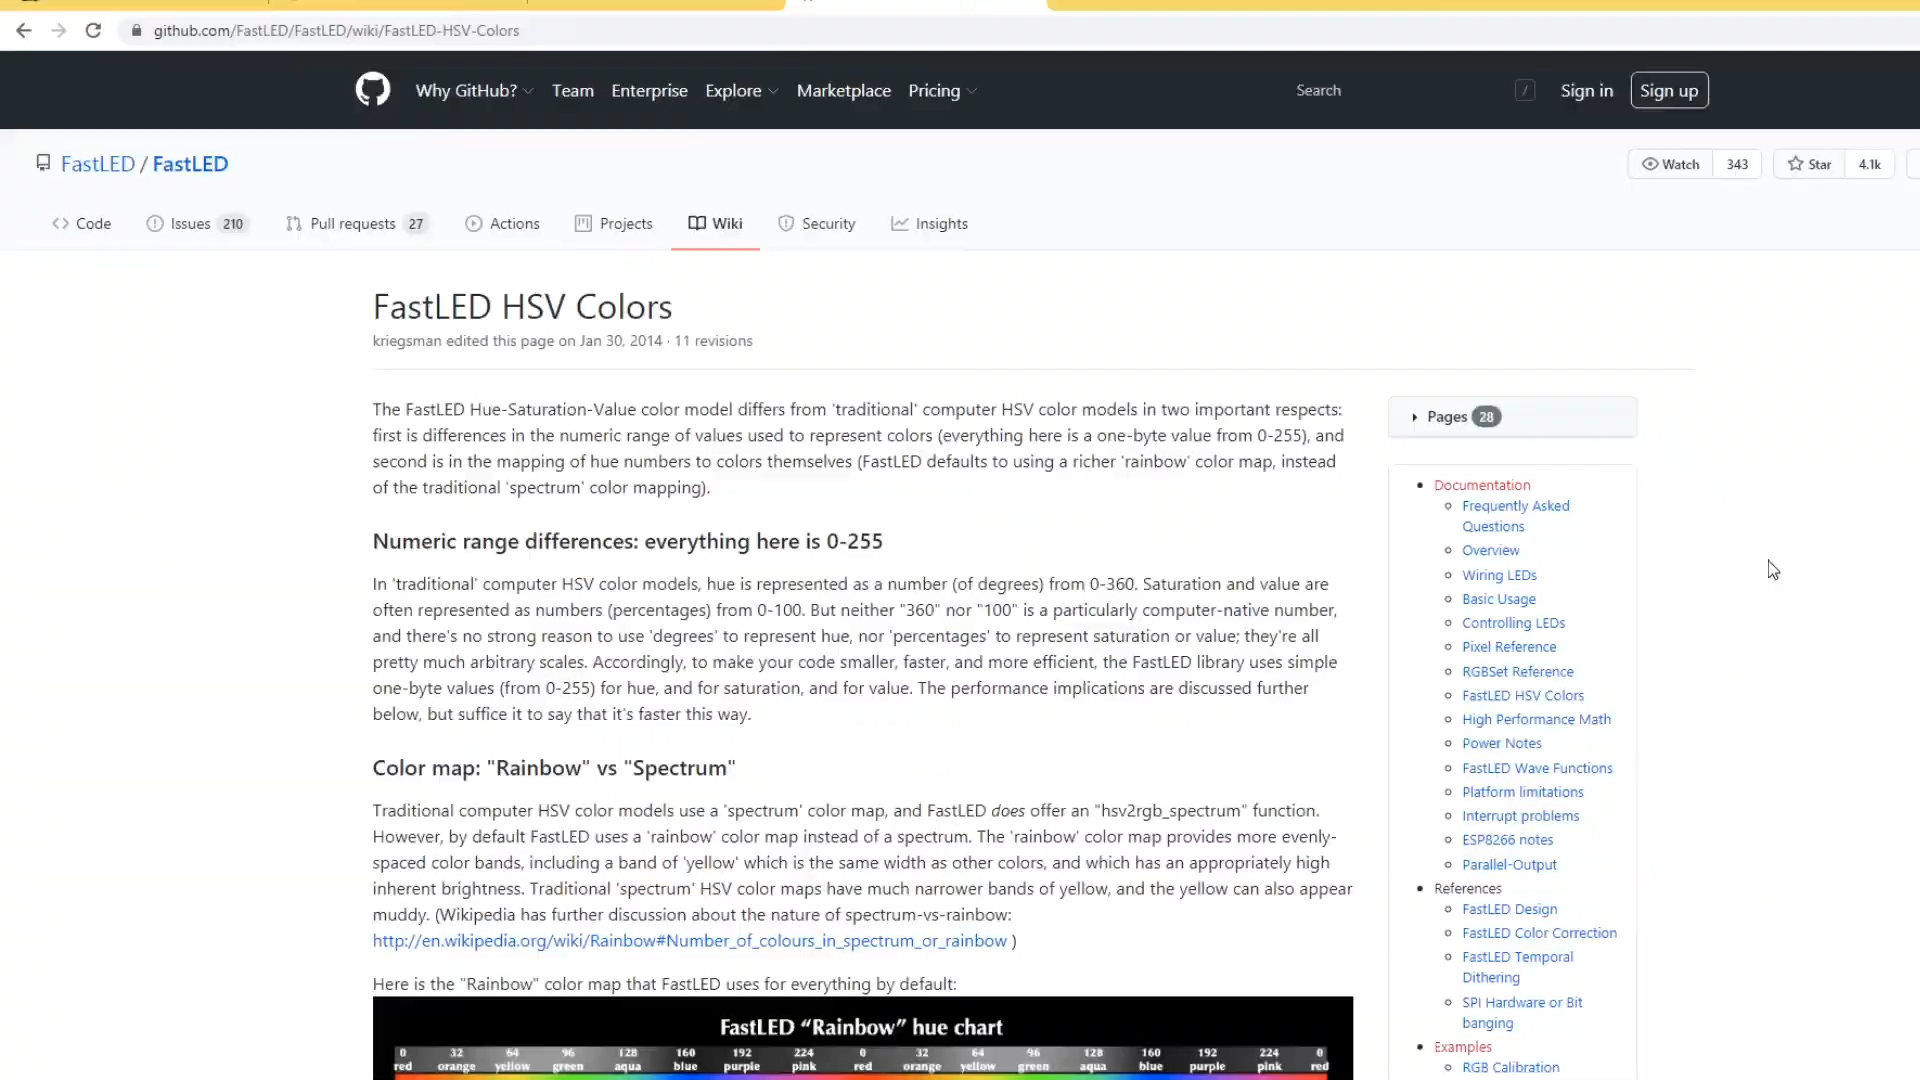 github.com/FastLED/FastLED/wiki/FastLED-HSV-Colors
Why GitHub? Team Enterprise Explore Marketplace Pricing Search / Sign in Sign up
FastLED / FastLED Watch 343 Star 4.1k
Code Issues 210 Pull requests 27 Actions Projects Wiki Security Insights
FastLED HSV Colors
kriegsman edited this page on Jan 30, 2014 · 11 revisions
The FastLED Hue-Saturation-Value color model differs from 'traditional' computer HSV color models in two important respects:
first is differences in the numeric range of values used to represent colors (everything here is a one-byte value from 0-255), and
second is in the mapping of hue numbers to colors themselves (FastLED defaults to using a richer 'rainbow' color map, instead
of the traditional 'spectrum' color mapping).
Numeric range differences: everything here is 0-255
In 'traditional' computer HSV color models, hue is represented as a number (of degrees) from 0-360. Saturation and value are
often represented as numbers (percentages) from 0-100. But neither "360" nor "100" is a particularly computer-native number,
and there's no strong reason to use 'degrees' to represent hue, nor 'percentages' to represent saturation or value; they're all
pretty much arbitrary scales. Accordingly, to make your code smaller, faster, and more efficient, the FastLED library uses simple
one-byte values (from 0-255) for hue, and for saturation, and for value. The performance implications are discussed further
below, but suffice it to say that it's faster this way.
Color map: "Rainbow" vs "Spectrum"
Traditional computer HSV color models use a 'spectrum' color map, and FastLED does offer an "hsv2rgb_spectrum" function.
However, by default FastLED uses a 'rainbow' color map instead of a spectrum. The 'rainbow' color map provides more evenly-
spaced color bands, including a band of 'yellow' which is the same width as other colors, and which has an appropriately high
inherent brightness. Traditional 'spectrum' HSV color maps have much narrower bands of yellow, and the yellow can also appear
muddy. (Wikipedia has further discussion about the nature of spectrum-vs-rainbow:
http://en.wikipedia.org/wiki/Rainbow#Number_of_colours_in_spectrum_or_rainbow )
Here is the "Rainbow" color map that FastLED uses for everything by default:
FastLED “Rainbow” hue chart
0 32 64 96 128 160 192 224 0 32 64 96 128 160 192 224 0
red orange yellow green aqua blue purple pink red orange yellow green aqua blue purple pink red
Pages 28
Documentation
Frequently Asked
Questions
Overview
Wiring LEDs
Basic Usage
Controlling LEDs
Pixel Reference
RGBSet Reference
FastLED HSV Colors
High Performance Math
Power Notes
FastLED Wave Functions
Platform limitations
Interrupt problems
ESP8266 notes
Parallel-Output
References
FastLED Design
FastLED Color Correction
FastLED Temporal
Dithering
SPI Hardware or Bit
banging
Examples
RGB Calibration